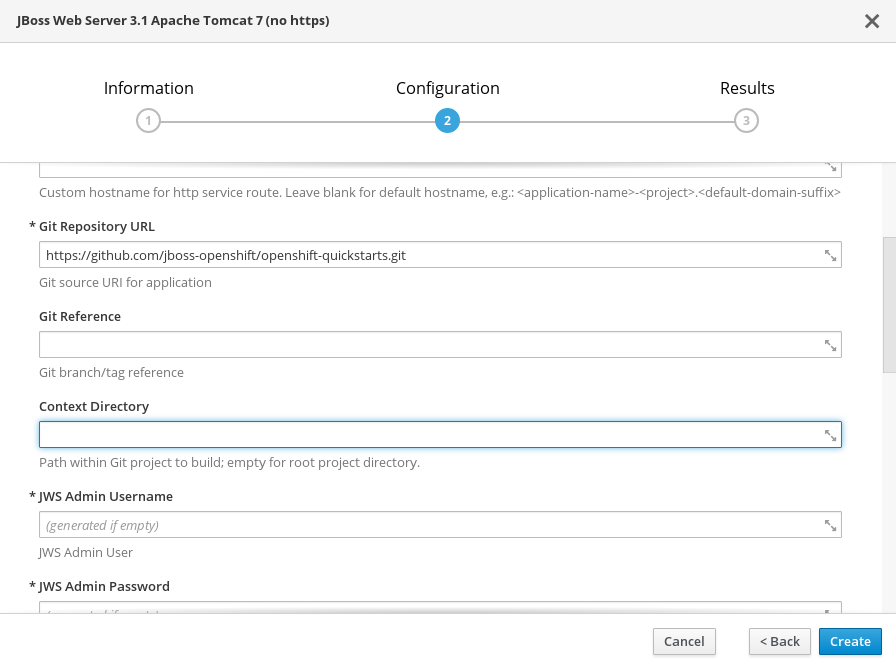 JBoss Web Server 3.1 Apache Tomcat 7 (no https)
Information
Configuration
Results
1
2
3
Custom hostname for http service route. Leave blank for default hostname, e.g.: <application-name>-<project>.<default-domain-suffix>
* Git Repository URL
https://github.com/jboss-openshift/openshift-quickstarts.git
Git source URI for application
Git Reference
Git branch/tag reference
Context Directory
Path within Git project to build; empty for root project directory.
* JWS Admin Username
(generated if empty)
JWS Admin User
* JWS Admin Password
Cancel
< Back
Create